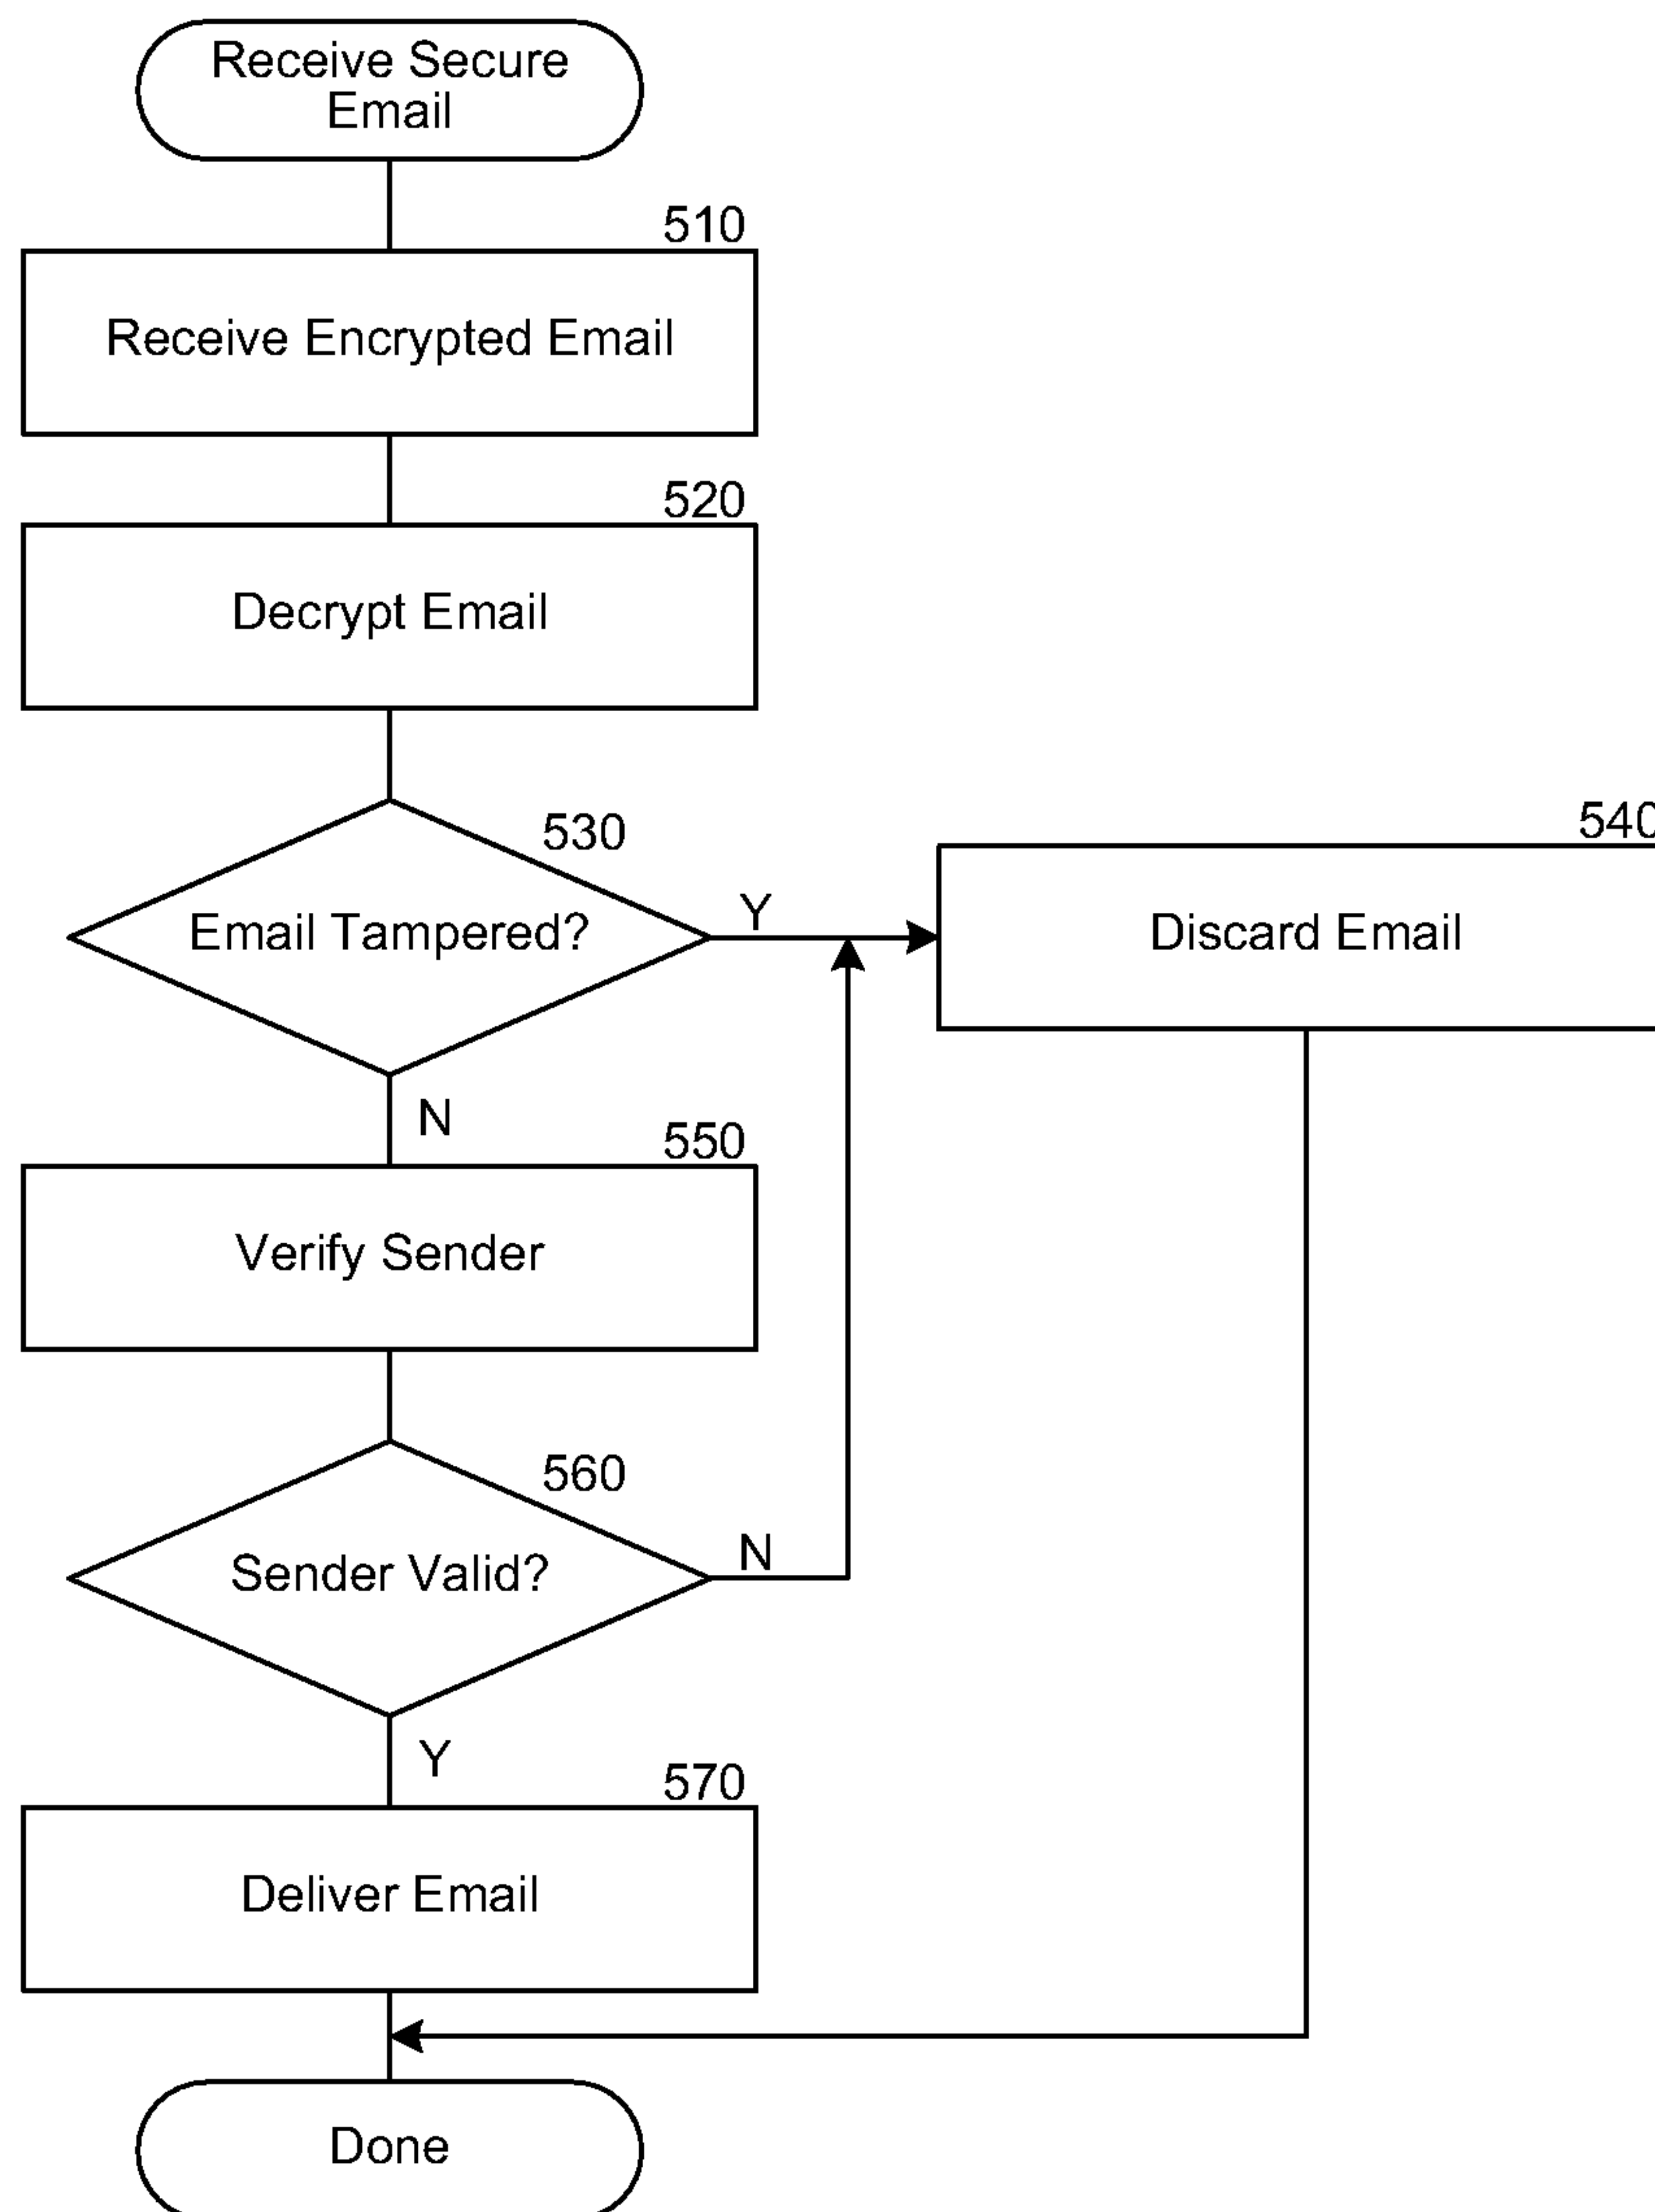 Receive Secure
Email
510
Receive Encrypted Email
520
Decrypt Email
530
Email Tampered?
Y
540
Discard Email
N
550
Verify Sender
560
Sender Valid?
N
Y
570
Deliver Email
Done